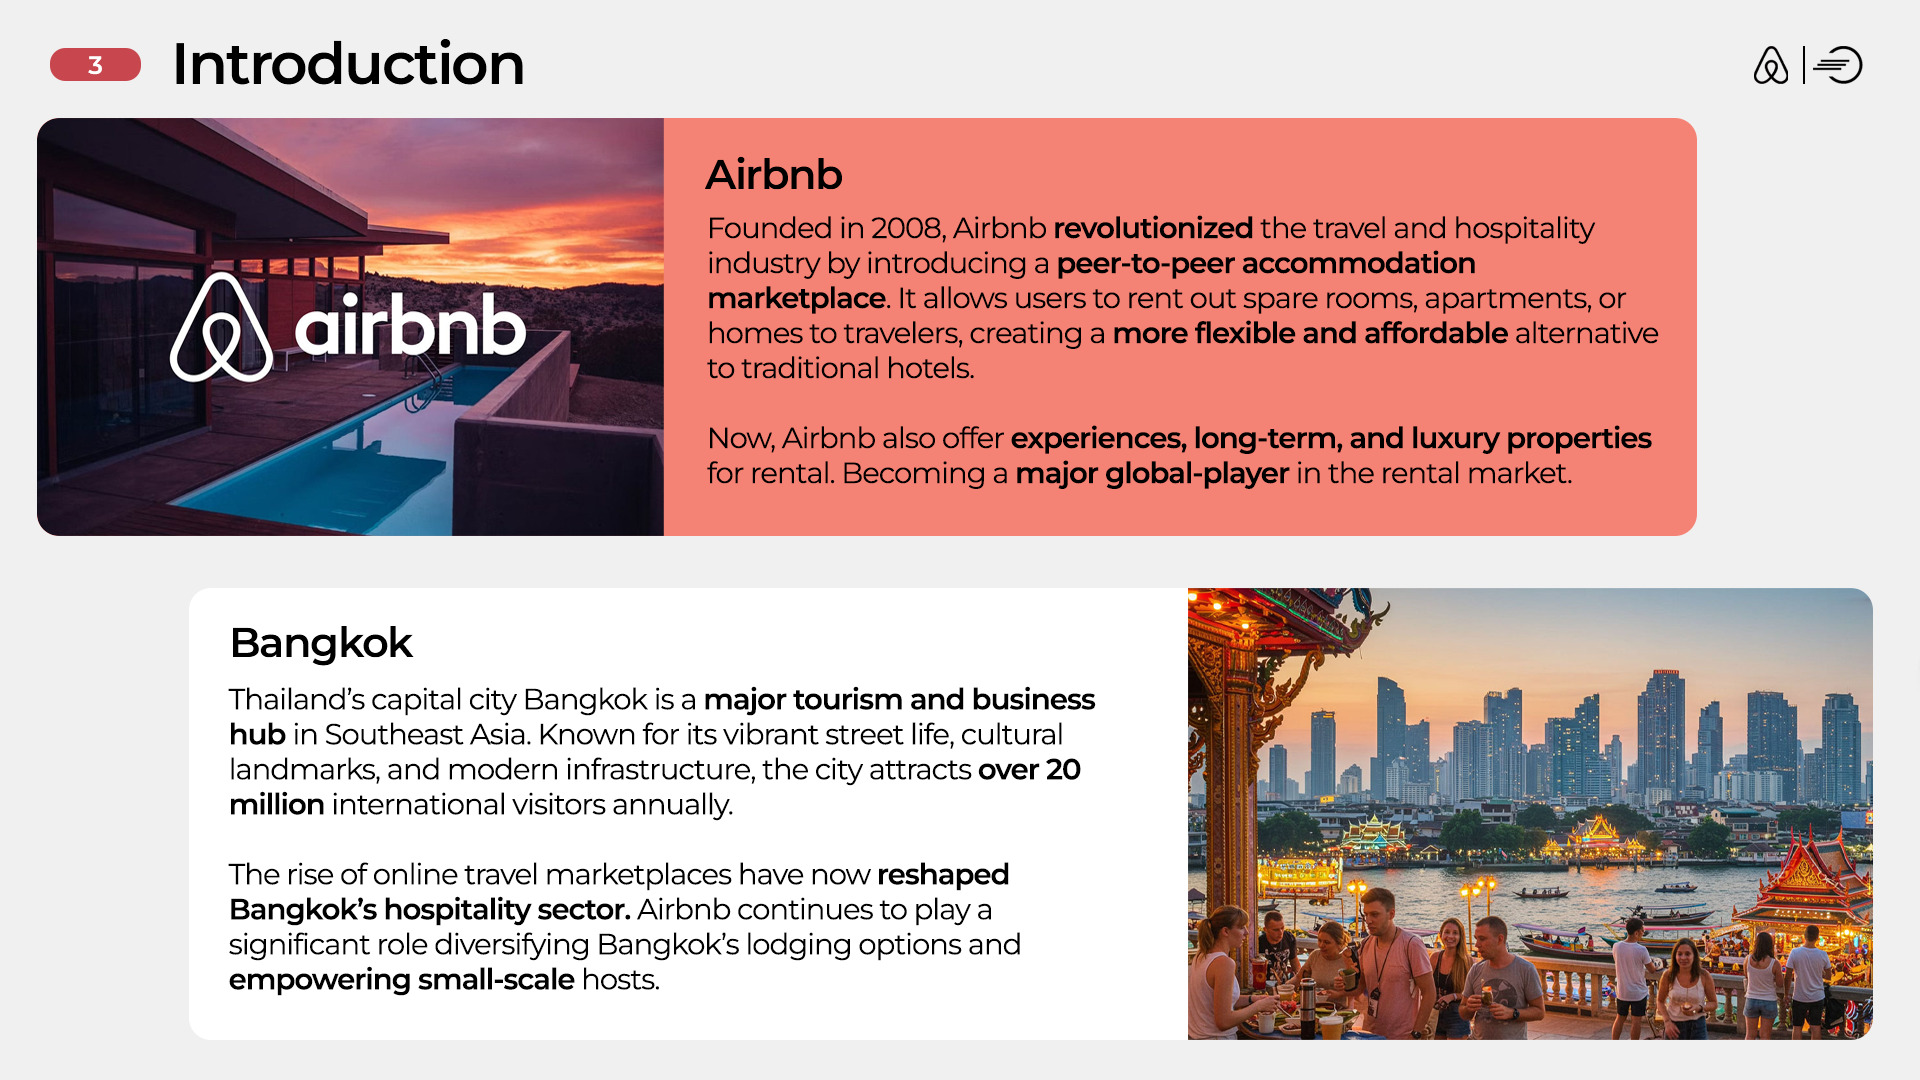 3
Introduction
airbnb
Airbnb
Founded in 2008, Airbnb revolutionized the travel and hospitality
industry by introducing a peer-to-peer accommodation
marketplace. It allows users to rent out spare rooms, apartments, or
homes to travelers, creating a more flexible and affordable alternative
to traditional hotels.
Now, Airbnb also offer experiences, long-term, and luxury properties
for rental. Becoming a major global-player in the rental market.
Bangkok
Thailand’s capital city Bangkok is a major tourism and business
hub in Southeast Asia. Known for its vibrant street life, cultural
landmarks, and modern infrastructure, the city attracts over 20
million international visitors annually.
The rise of online travel marketplaces have now reshaped
Bangkok’s hospitality sector. Airbnb continues to play a
significant role diversifying Bangkok’s lodging options and
empowering small-scale hosts.